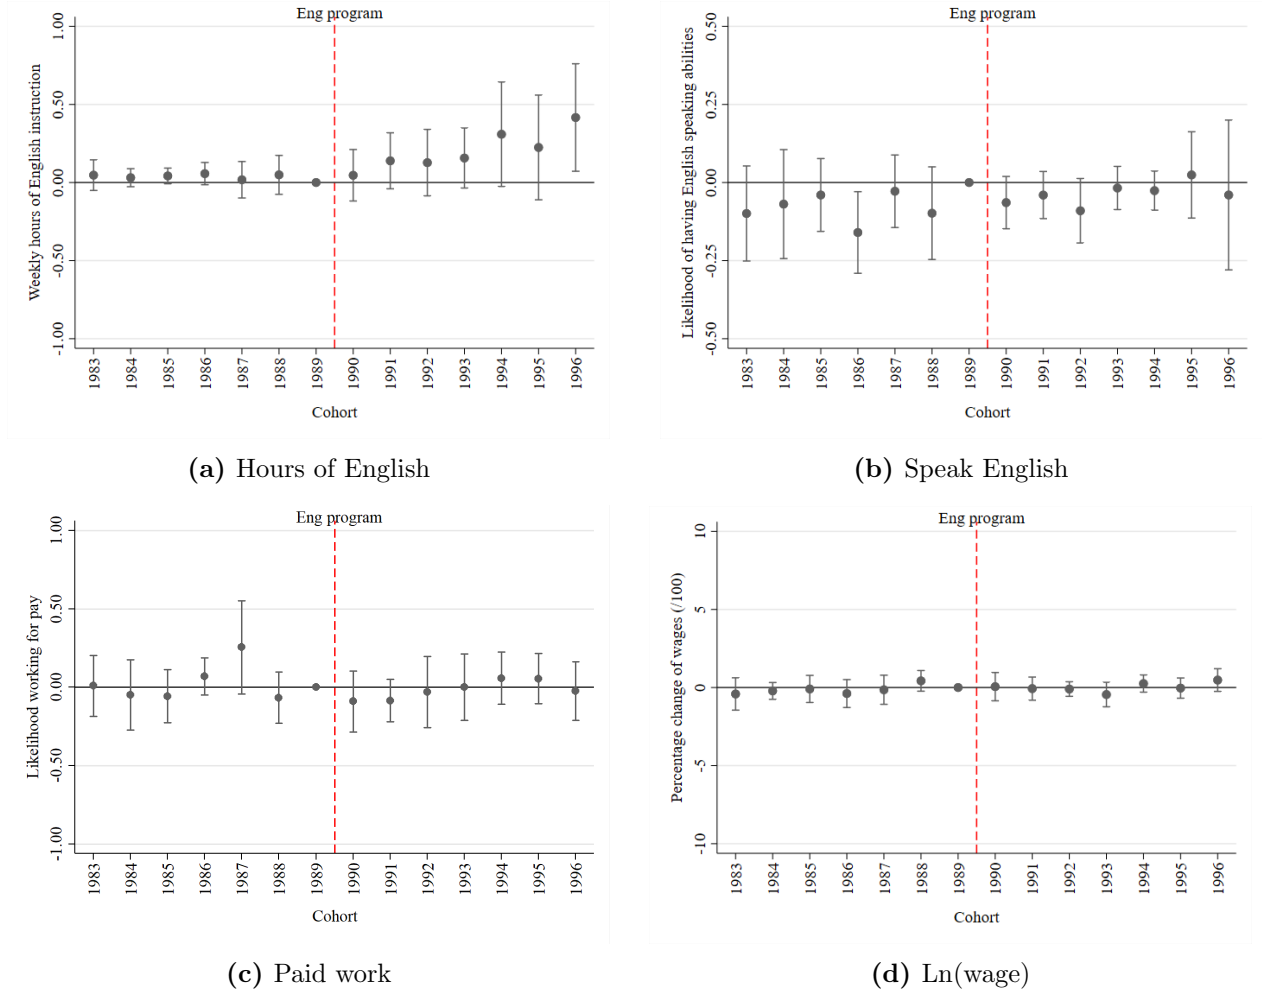 Eng program
Weekly hours of English instruction
1.00
0.50
0.00
-0.50
-1.00
1983 1984 1985 1986 1987 1988 1989 1990 1991 1992 1993 1994 1995 1996
Cohort
(a) Hours of English
Eng program
Likelihood of having English speaking abilities
0.50
0.25
0.00
-0.25
-0.50
1983 1984 1985 1986 1987 1988 1989 1990 1991 1992 1993 1994 1995 1996
Cohort
(b) Speak English
Eng program
Likelihood working for pay
1.00
0.50
0.00
-0.50
-1.00
1983 1984 1985 1986 1987 1988 1989 1990 1991 1992 1993 1994 1995 1996
Cohort
(c) Paid work
Eng program
Percentage change of wages (/100)
10
5
0
-5
-10
1983 1984 1985 1986 1987 1988 1989 1990 1991 1992 1993 1994 1995 1996
Cohort
(d) Ln(wage)